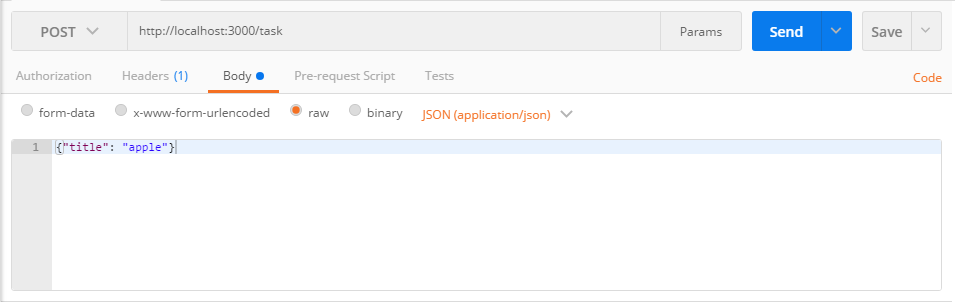 POST http://localhost:3000/task Params Send Save
Authorization Headers (1) Body Pre-request Script Tests Code
form-data x-www-form-urlencoded raw binary JSON (application/json)
1 {"title": "apple"}